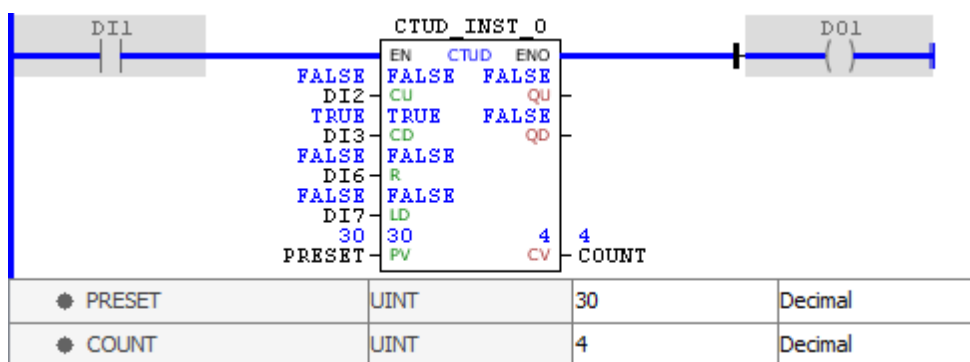 DI1 CTUD_INST_0 DO1
EN CTUD ENO
FALSE FALSE FALSE
DI2 CU QU
TRUE TRUE FALSE
DI3 CD QD
FALSE FALSE
DI6 R
FALSE FALSE
DI7 LD
30 30 4 4
PRESET PV CV COUNT
PRESET UINT 30 Decimal
COUNT UINT 4 Decimal